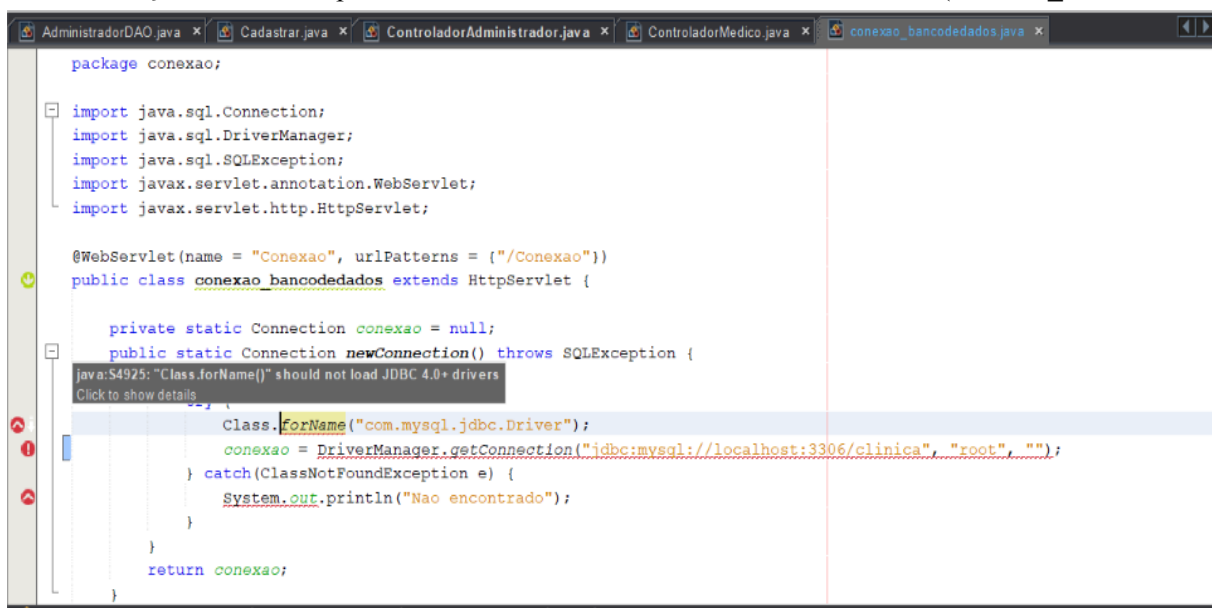 AdministradorDAO.java × Cadastrar.java × ControladorAdministrador.java × ControladorMedico.java × conexao_bancodedados.java ×
package conexao;
import java.sql.Connection;
import java.sql.DriverManager;
import java.sql.SQLException;
import javax.servlet.annotation.WebServlet;
import javax.servlet.http.HttpServlet;
@WebServlet(name = "Conexao", urlPatterns = {"/Conexao"})
public class conexao_bancodedados extends HttpServlet {
private static Connection conexao = null;
public static Connection newConnection() throws SQLException {
java:S4925: "Class.forName()" should not load JDBC 4.0+ drivers
Click to show details
try {
Class.forName("com.mysql.jdbc.Driver");
conexao = DriverManager.getConnection("jdbc:mysql://localhost:3306/clinica", "root", "");
} catch(ClassNotFoundException e) {
System.out.println("Nao encontrado");
}
}
return conexao;
}